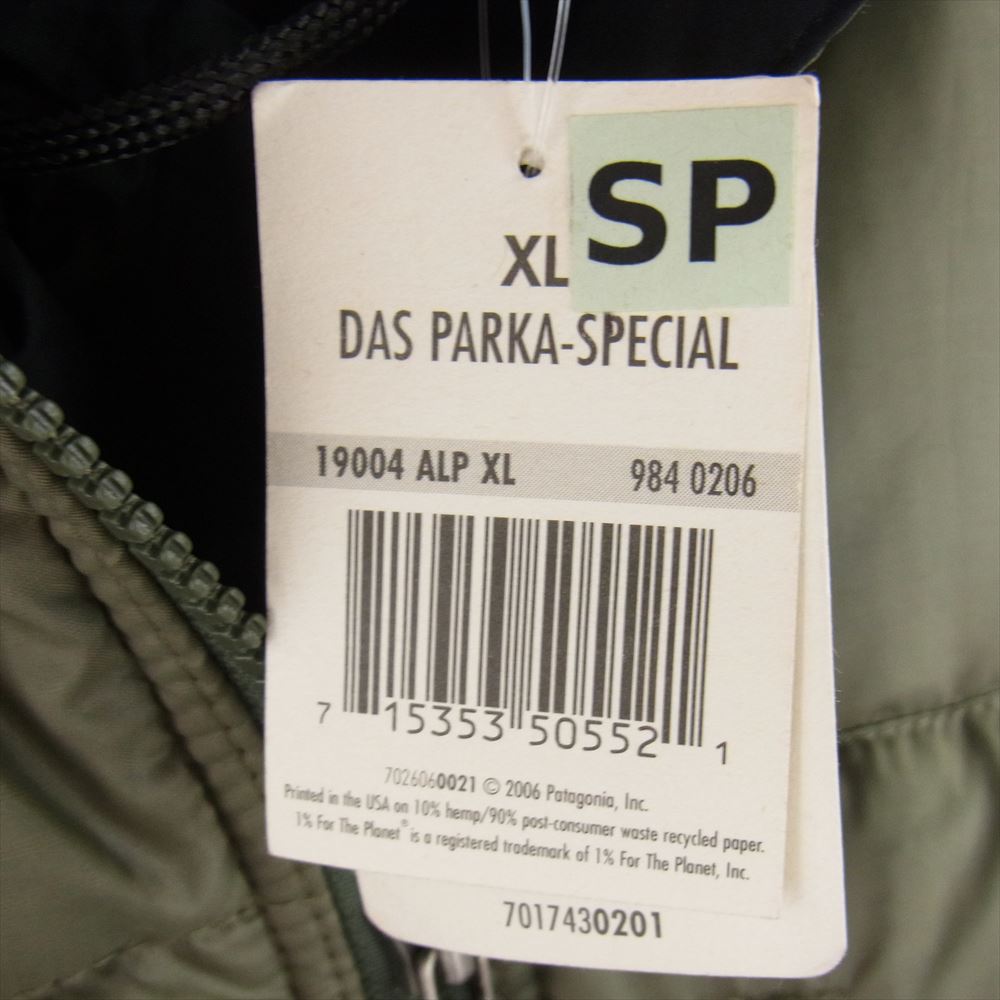 SP
XL
DAS PARKA-SPECIAL
19004 ALP XL 984 0206
7 15353 50552 1
7026060021 © 2006 Patagonia, Inc.
Printed in the USA on 10% hemp/90% post-consumer waste recycled paper.
1% For The Planet® is a registered trademark of 1% For The Planet, Inc.
7017430201